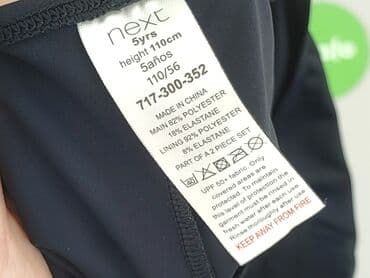 next
5yrs
height 110cm
5años
110/56
717-300-352
MADE IN CHINA
MAIN 82% POLYESTER
18% ELASTANE
LINING 92% POLYESTER
8% ELASTANE
PART OF A 2 PIECE SET
40
UPF 50+ fabric. Only
covered areas are
protected. To maintain
this level of protection the
garment must be rinsed in
fresh water after each use
Rinse thoroughly after use
KEEP AWAY FROM FIRE